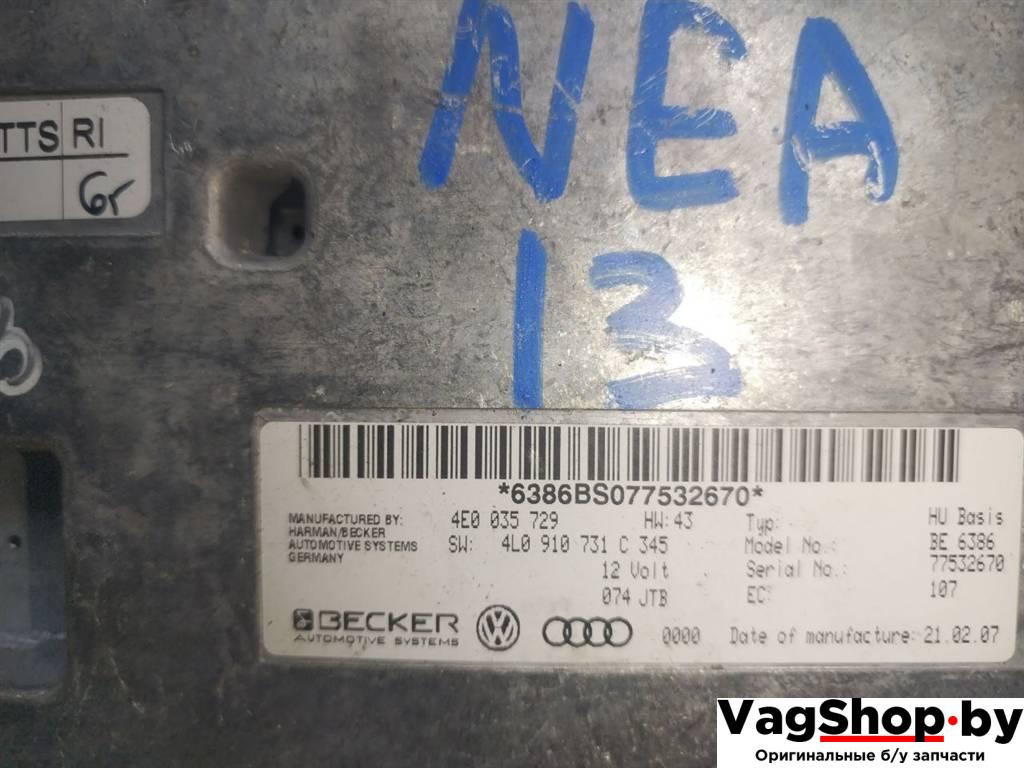 NEA
13
TTS RI
Gr
*6386BS077532670*
MANUFACTURED BY:
HARMAN/BECKER
AUTOMOTIVE SYSTEMS
GERMANY
4E0 035 729 HW: 43
SW: 4L0 910 731 C 345
12 Volt
074 JTB
Typ: HU Basis
Model No.: BE 6386
Serial No.: 77532670
EC: 107
BECKER
AUTOMOTIVE SYSTEMS
0000 Date of manufacture: 21.02.07
VagShop.by
Оригинальные б/у запчасти